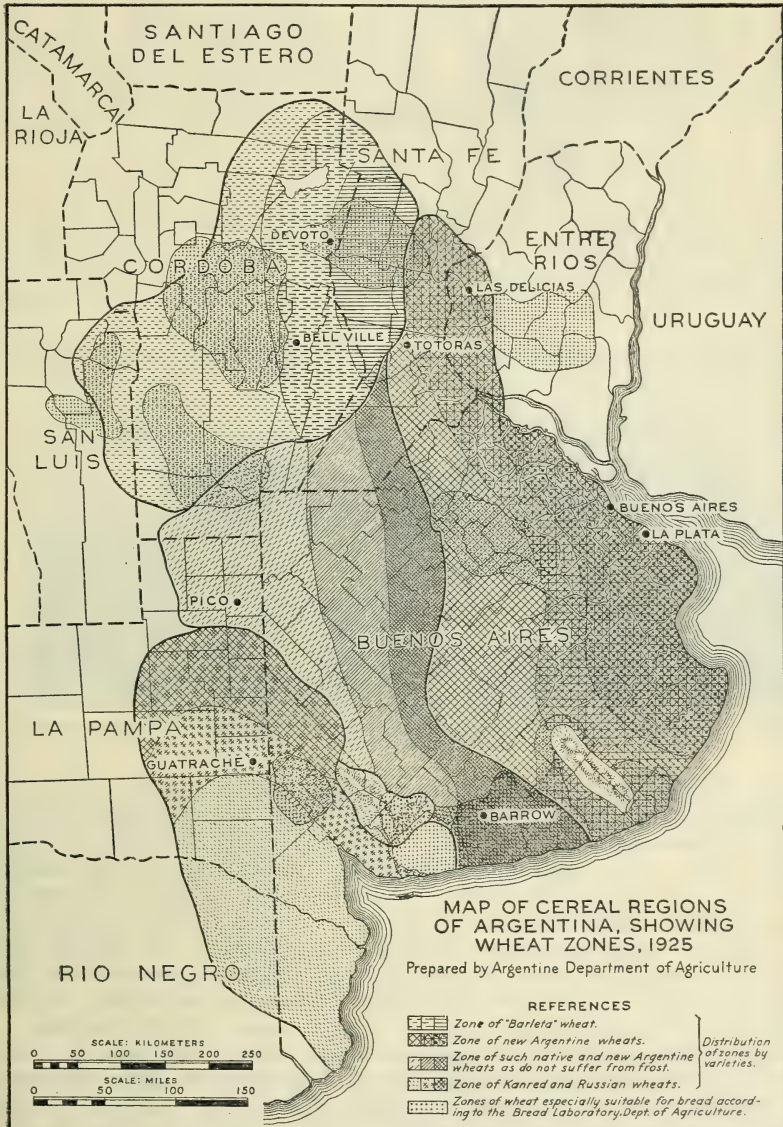 CATAMARCA
SANTIAGO
DEL ESTERO
CORRIENTES
LA
RIOJA
SANTA FE
DEVOTO
ENTRE
RIOS
CORDOBA
LAS DELICIAS
URUGUAY
BELL VILLE
TOTORAS
SAN
LUIS
BUENOS AIRES
LA PLATA
PICO
BUENOS AIRES
LA PAMPA
GUATRACHE
BARROW
RIO NEGRO
MAP OF CEREAL REGIONS
OF ARGENTINA, SHOWING
WHEAT ZONES, 1925
Prepared by Argentine Department of Agriculture
REFERENCES
Zone of "Barleta" wheat.
Zone of new Argentine wheats.
Zone of such native and new Argentine
wheats as do not suffer from frost.
Zone of Kanred and Russian wheats.
Distribution
of zones by
varieties.
Zones of wheat especially suitable for bread accord-
ing to the Bread Laboratory. Dept. of Agriculture.
SCALE: KILOMETERS
0 50 100 150 200 250
SCALE: MILES
0 50 100 150